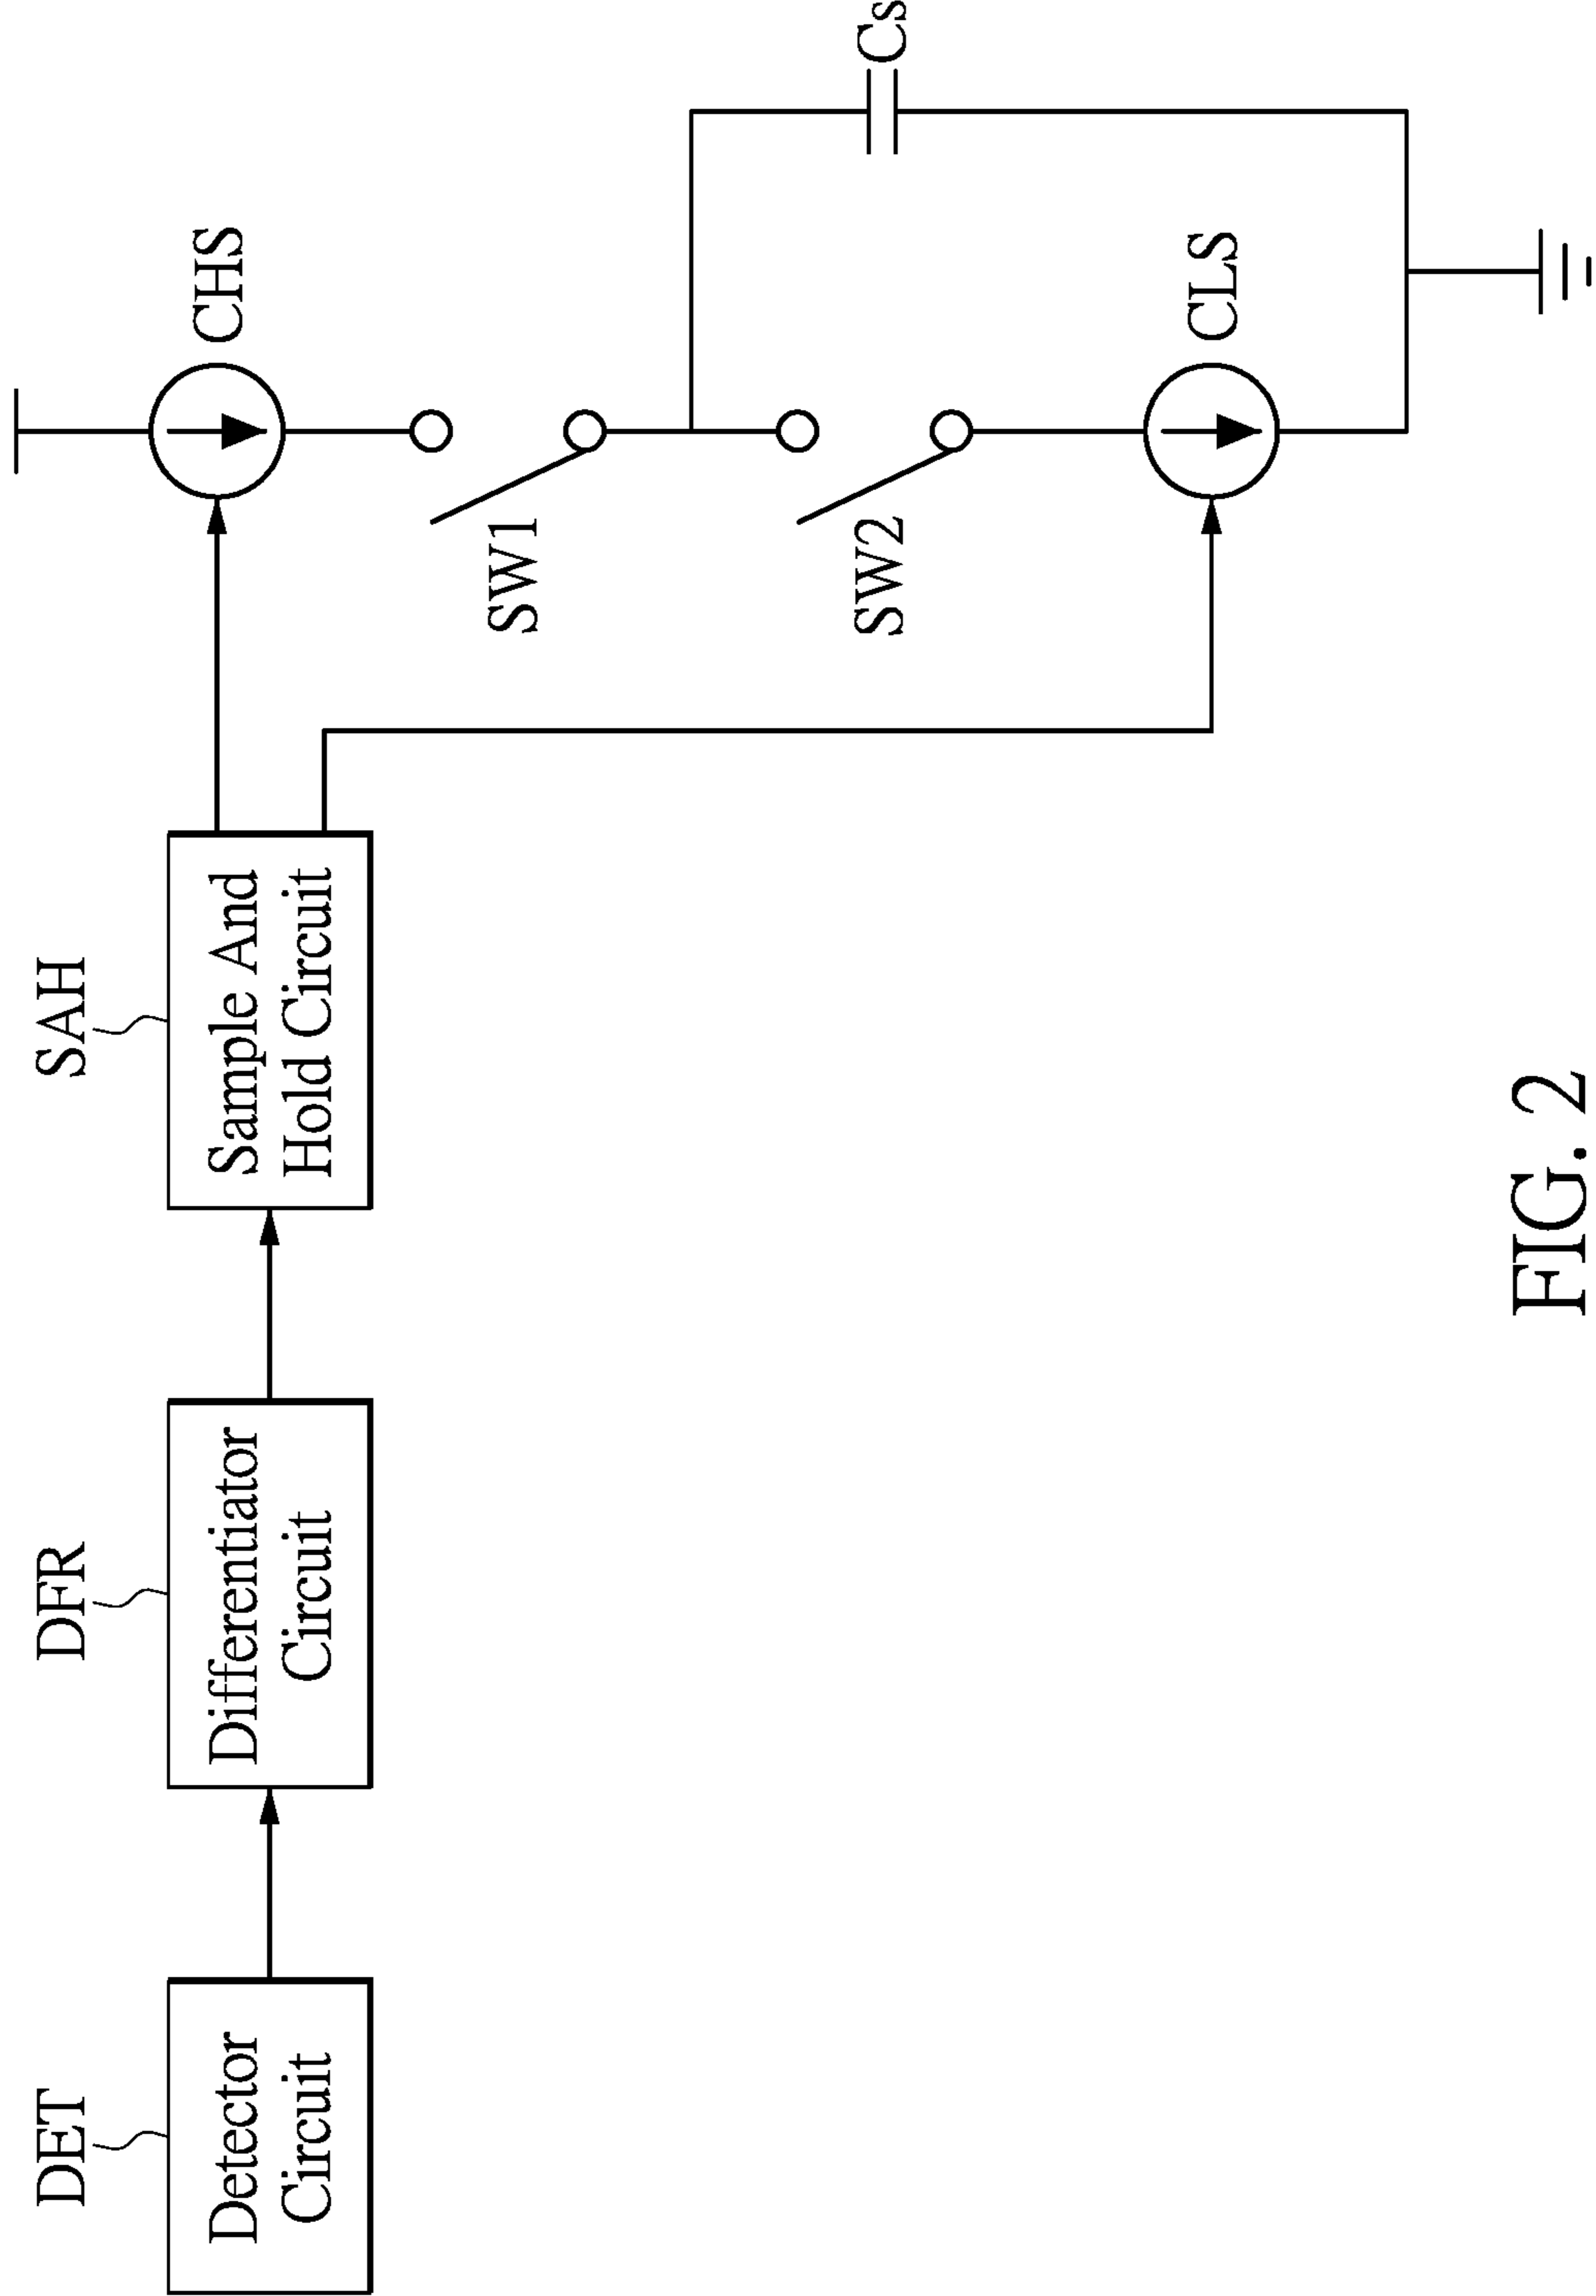 DET
Detector
Circuit
DFR
Differentiator
Circuit
SAH
Sample And
Hold Circuit
CHS
SW1
SW2
Cs
CLS
FIG. 2